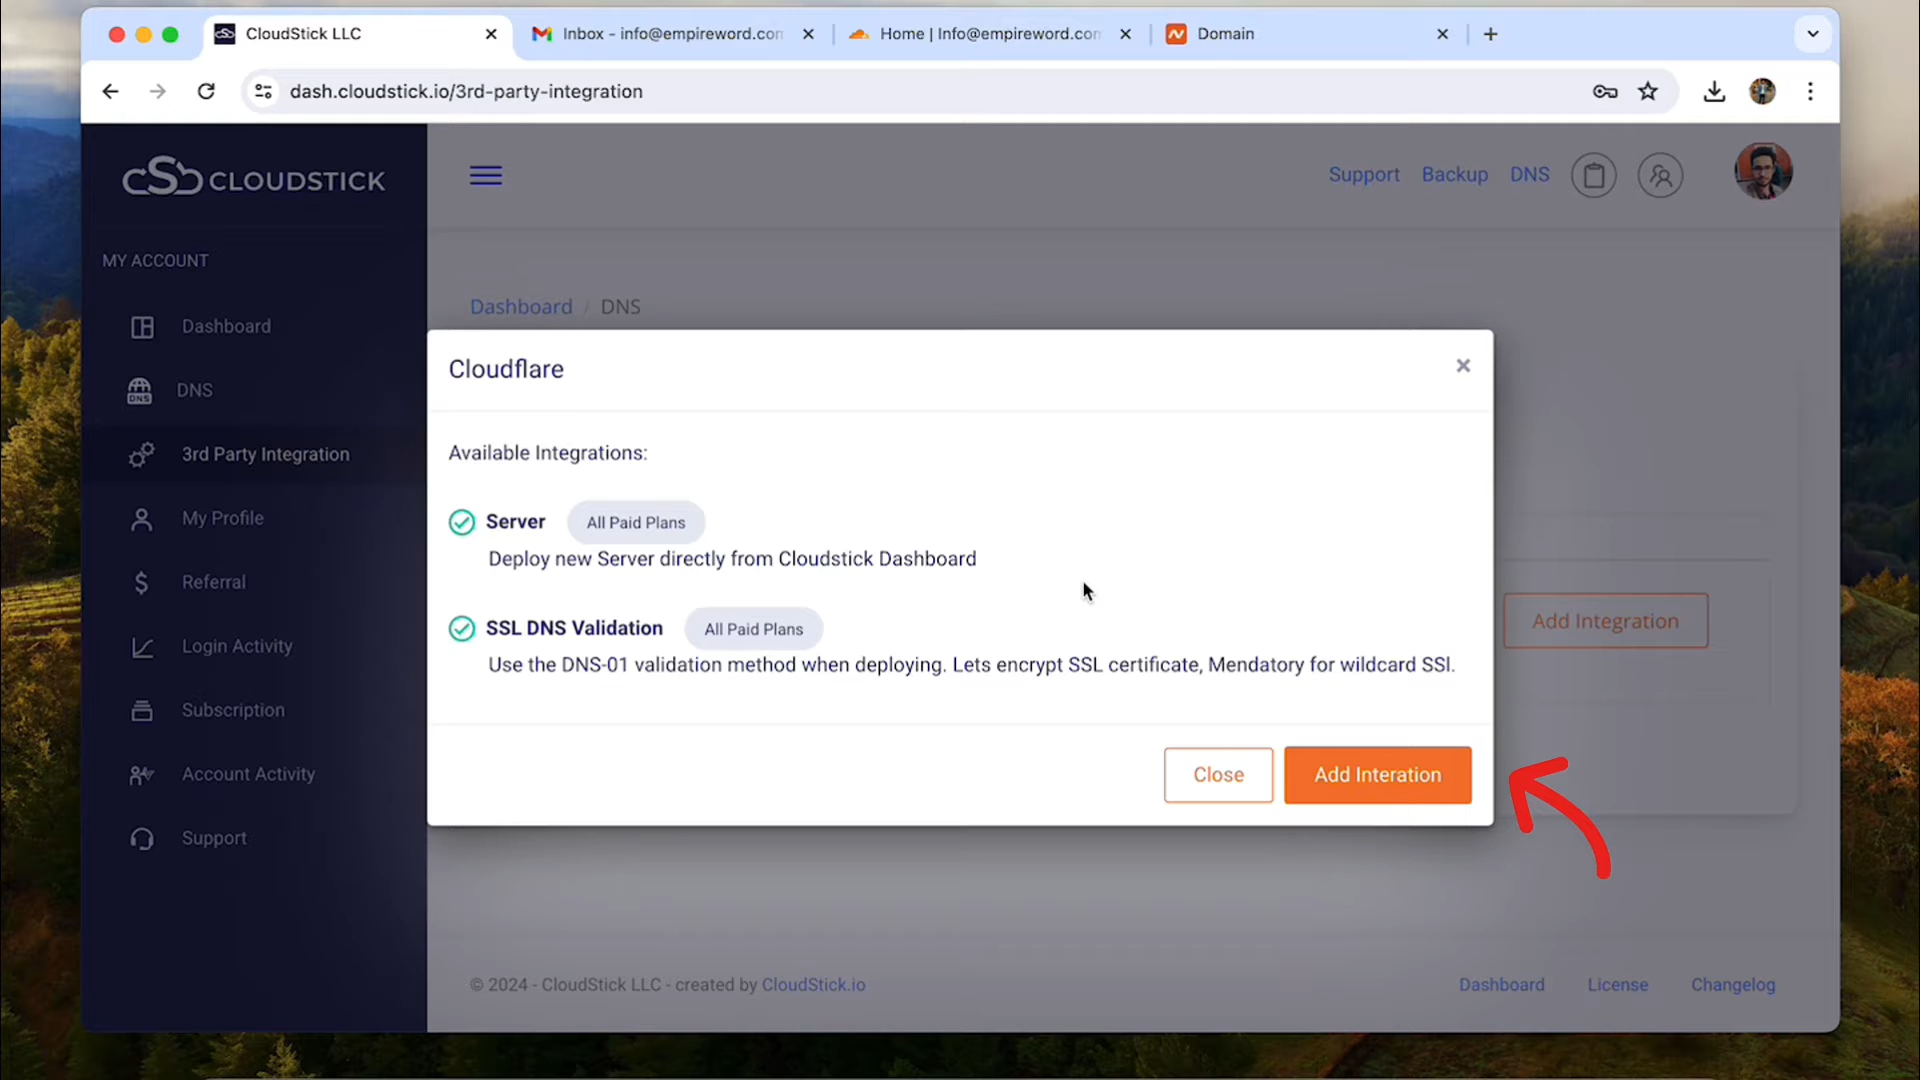 CloudStick LLC
Inbox - info@empireword.com
Home | Info@empireword.com
Domain
dash.cloudstick.io/3rd-party-integration
CLOUDSTICK
Support
Backup
DNS
MY ACCOUNT
Dashboard
DNS
DNS
3rd Party Integration
My Profile
Referral
Login Activity
Subscription
Account Activity
Support
Dashboard / DNS
Cloudflare
Available Integrations:
Server All Paid Plans
Deploy new Server directly from Cloudstick Dashboard
SSL DNS Validation All Paid Plans
Use the DNS-01 validation method when deploying. Lets encrypt SSL certificate, Mendatory for wildcard SSl.
Add Integration
Close
Add Interation
© 2024 - CloudStick LLC - created by CloudStick.io
Dashboard
License
Changelog